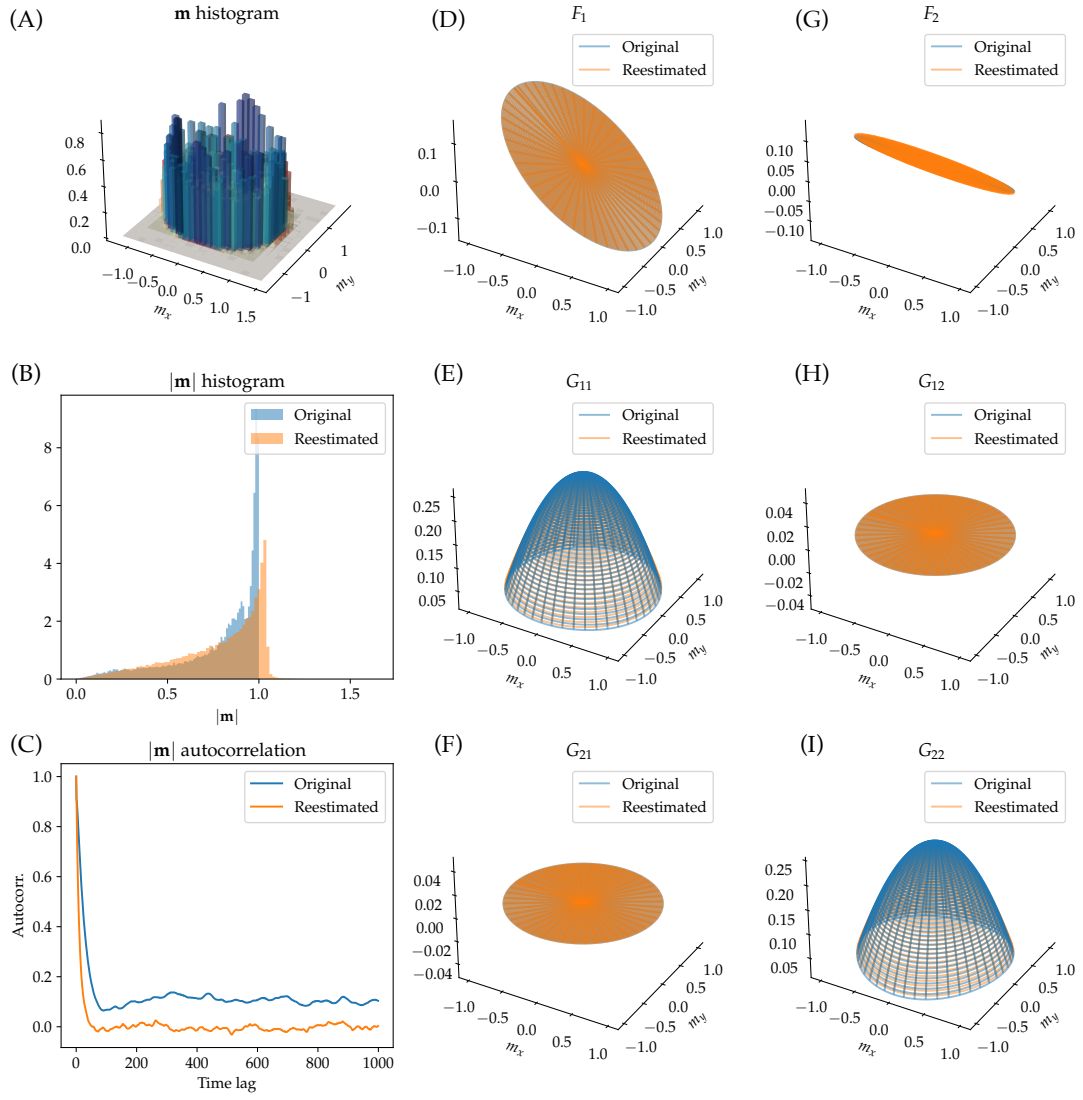 (A)
m histogram
0.8
0.6
0.4
0.2
0.0
−1.0
−0.5
0.0
0.5
1.0
1.5
m_x
−1
0
1
m_y
(D)
F_1
Original
Reestimated
0.1
0.0
−0.1
−1.0
−0.5
0.0
0.5
1.0
m_x
−1.0
−0.5
0.0
0.5
1.0
m_y
(G)
F_2
Original
Reestimated
0.10
0.05
0.00
−0.05
−0.10
−1.0
−0.5
0.0
0.5
1.0
m_x
−1.0
−0.5
0.0
0.5
1.0
m_y
(B)
|m| histogram
Original
Reestimated
8
6
4
2
0
0.0
0.5
1.0
1.5
|m|
(E)
G_11
Original
Reestimated
0.25
0.20
0.15
0.10
0.05
−1.0
−0.5
0.0
0.5
1.0
m_x
−1.0
−0.5
0.0
0.5
1.0
m_y
(H)
G_12
Original
Reestimated
0.04
0.02
0.00
−0.02
−0.04
−1.0
−0.5
0.0
0.5
1.0
m_x
−1.0
−0.5
0.0
0.5
1.0
m_y
(C)
|m| autocorrelation
Original
Reestimated
1.0
0.8
0.6
0.4
0.2
0.0
Autocorr.
0
200
400
600
800
1000
Time lag
(F)
G_21
Original
Reestimated
0.04
0.02
0.00
−0.02
−0.04
−1.0
−0.5
0.0
0.5
1.0
m_x
−1.0
−0.5
0.0
0.5
1.0
m_y
(I)
G_22
Original
Reestimated
0.25
0.20
0.15
0.10
0.05
−1.0
−0.5
0.0
0.5
1.0
m_x
−1.0
−0.5
0.0
0.5
1.0
m_y